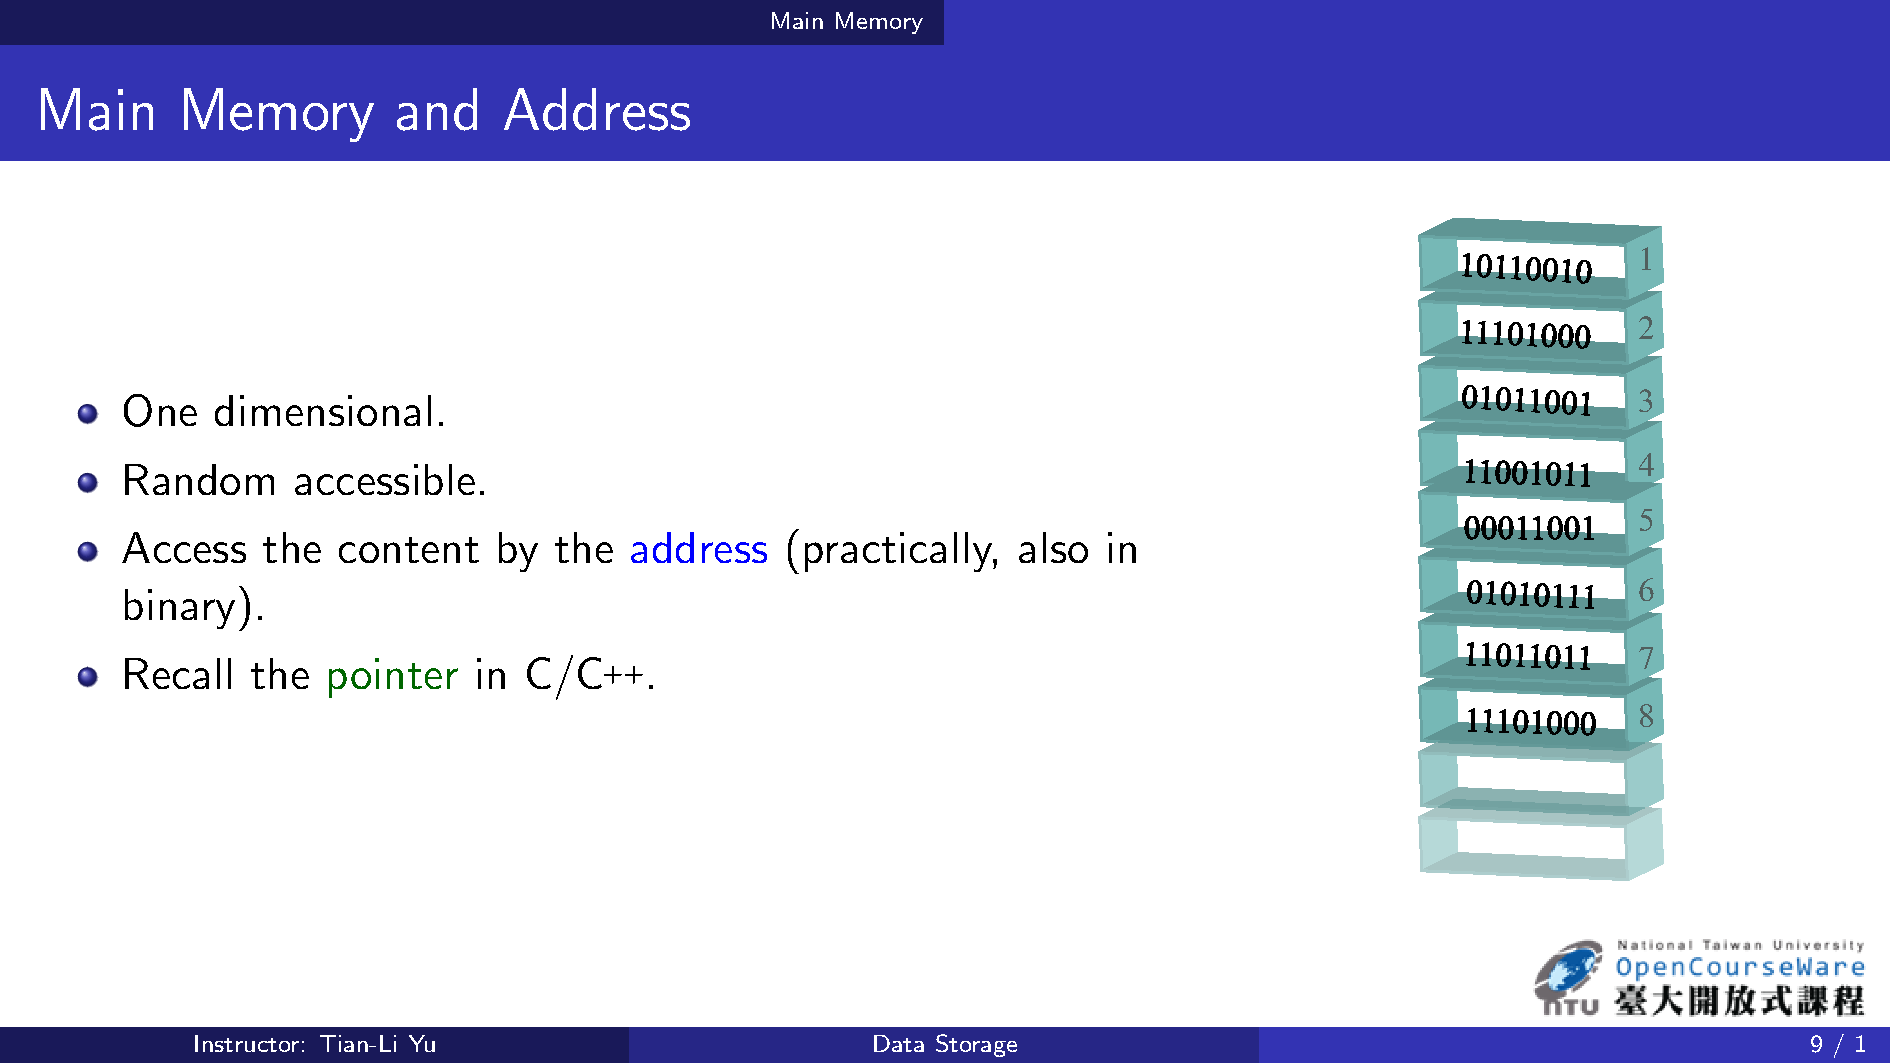 Main Memory
Main Memory and Address
One dimensional.
Random accessible.
Access the content by the address (practically, also in
binary).
Recall the pointer in C/C++.
10110010 1
11101000 2
01011001 3
11001011 4
00011001 5
01010111 6
11011011 7
11101000 8
National Taiwan University
OpenCourseWare
NTU 臺大開放式課程
Instructor: Tian-Li Yu
Data Storage
9 / 1